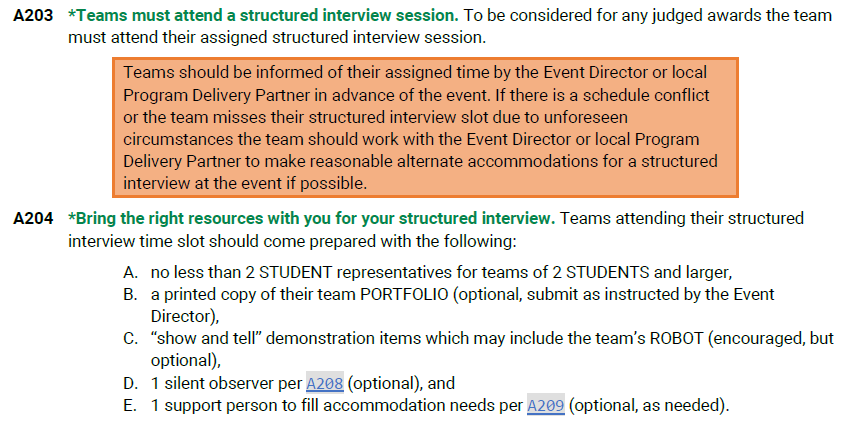 A203 *Teams must attend a structured interview session. To be considered for any judged awards the team
must attend their assigned structured interview session.
Teams should be informed of their assigned time by the Event Director or local
Program Delivery Partner in advance of the event. If there is a schedule conflict
or the team misses their structured interview slot due to unforeseen
circumstances the team should work with the Event Director or local Program
Delivery Partner to make reasonable alternate accommodations for a structured
interview at the event if possible.
A204 *Bring the right resources with you for your structured interview. Teams attending their structured
interview time slot should come prepared with the following:
A. no less than 2 STUDENT representatives for teams of 2 STUDENTS and larger,
B. a printed copy of their team PORTFOLIO (optional, submit as instructed by the Event
Director),
C. “show and tell” demonstration items which may include the team’s ROBOT (encouraged, but
optional),
D. 1 silent observer per A208 (optional), and
E. 1 support person to fill accommodation needs per A209 (optional, as needed).